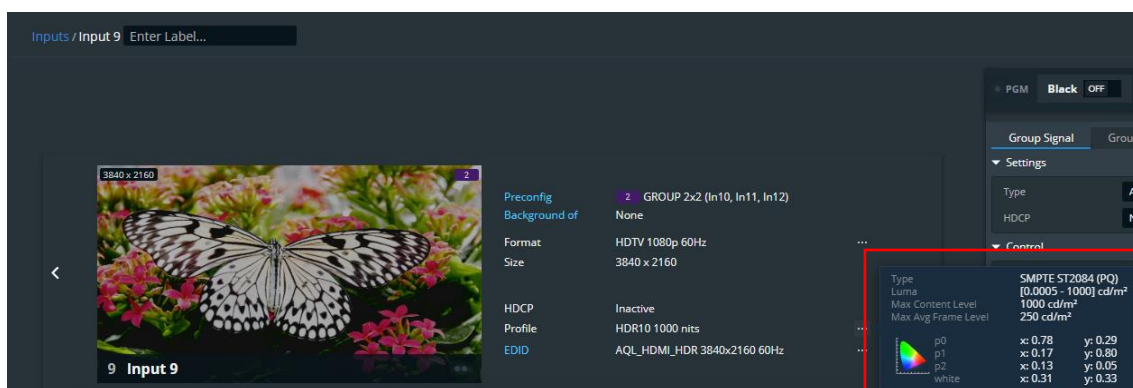 Inputs / Input 9 Enter Label...
PGM Black OFF
Group Signal Grou
Settings
Type A
HDCP N
Control
3840 x 2160 2
9 Input 9
Preconfig 2 GROUP 2x2 (In10, In11, In12)
Background of None
Format HDTV 1080p 60Hz ...
Size 3840 x 2160
HDCP Inactive
Profile HDR10 1000 nits ...
EDID AQL_HDMI_HDR 3840x2160 60Hz ...
Type SMPTE ST2084 (PQ)
Luma [0.0005 - 1000] cd/m²
Max Content Level 1000 cd/m²
Max Avg Frame Level 250 cd/m²
p0 x: 0.78 y: 0.29
p1 x: 0.17 y: 0.80
p2 x: 0.13 y: 0.05
white x: 0.31 y: 0.33